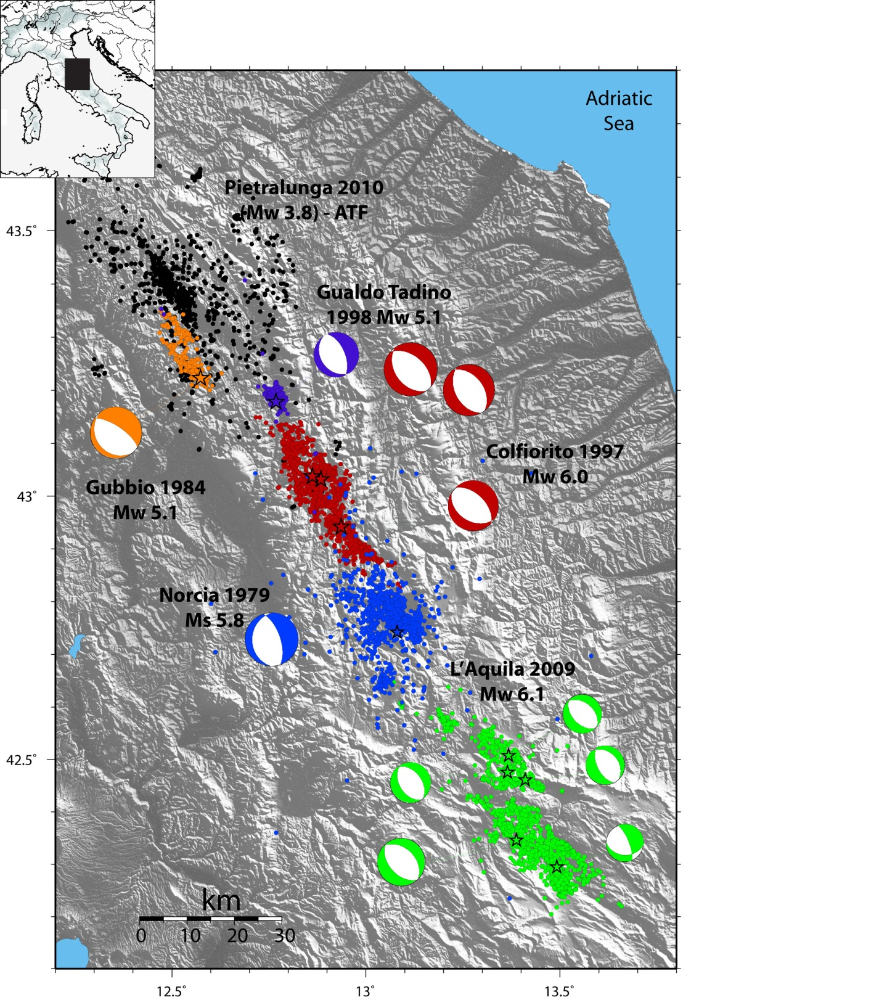 Adriatic
Sea
Pietralunga 2010
(Mw 3.8) - ATF
43.5°
Gualdo Tadino
1998 Mw 5.1
Colfiorito 1997
Mw 6.0
Gubbio 1984
Mw 5.1
43°
Norcia 1979
Ms 5.8
L’Aquila 2009
Mw 6.1
42.5°
km
0 10 20 30
12.5° 13° 13.5°